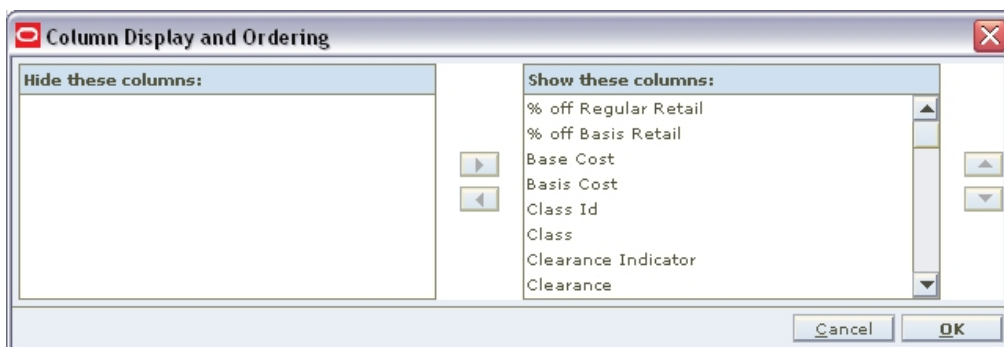 Column Display and Ordering
Hide these columns:
Show these columns:
% off Regular Retail
% off Basis Retail
Base Cost
Basis Cost
Class Id
Class
Clearance Indicator
Clearance
Cancel
OK